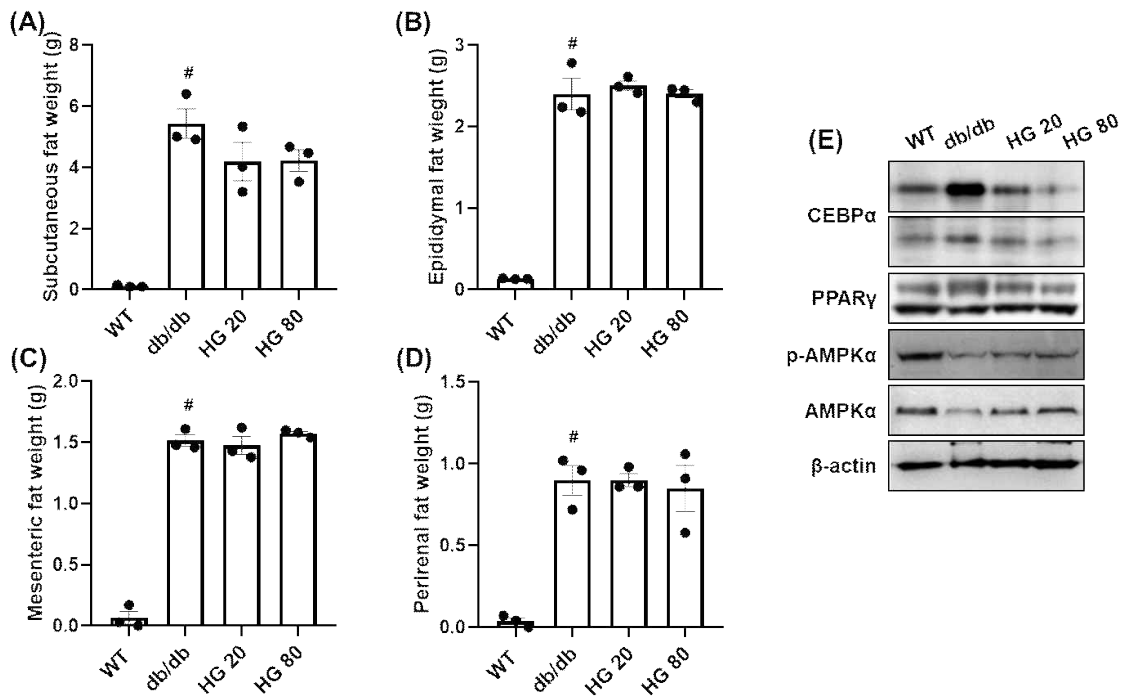 (A)
Subcutaneous fat weight (g)
8
6
4
2
0
#
WT
db/db
HG 20
HG 80
(B)
Epididymal fat wieght (g)
3
2
1
0
#
WT
db/db
HG 20
HG 80
(C)
Mesenteric fat weight (g)
2.0
1.5
1.0
0.5
0.0
#
WT
db/db
HG 20
HG 80
(D)
Perirenal fat weight (g)
1.5
1.0
0.5
0.0
#
WT
db/db
HG 20
HG 80
(E)
WT
db/db
HG 20
HG 80
CEBPα
PPARγ
p-AMPKα
AMPKα
β-actin